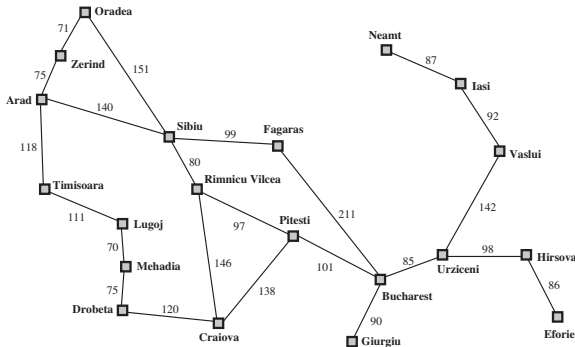 Oradea
71
Neamt
Zerind
87
75
151
Iasi
Arad
140
92
Sibiu
99
Fagaras
118
Vaslui
80
Timisoara
Rimnicu Vilcea
111
97
211
142
Lugoj
Pitesti
70
98
85
Hirsova
Mehadia
146
101
Urziceni
75
138
86
Bucharest
Drobeta
120
90
Craiova
Giurgiu
Eforie